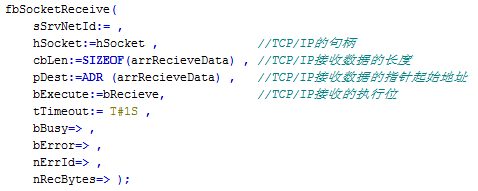 fbSocketReceive(
sSrvNetId:= ,
hSocket:=hSocket , //TCP/IP的句柄
cbLen:=SIZEOF(arrRecieveData) , //TCP/IP接收数据的长度
pDest:=ADR (arrRecieveData) , //TCP/IP接收数据的指针起始地址
bExecute:=bRecieve, //TCP/IP接收的执行位
tTimeout:= T#1S ,
bBusy=> ,
bError=> ,
nErrId=> ,
nRecBytes=> );